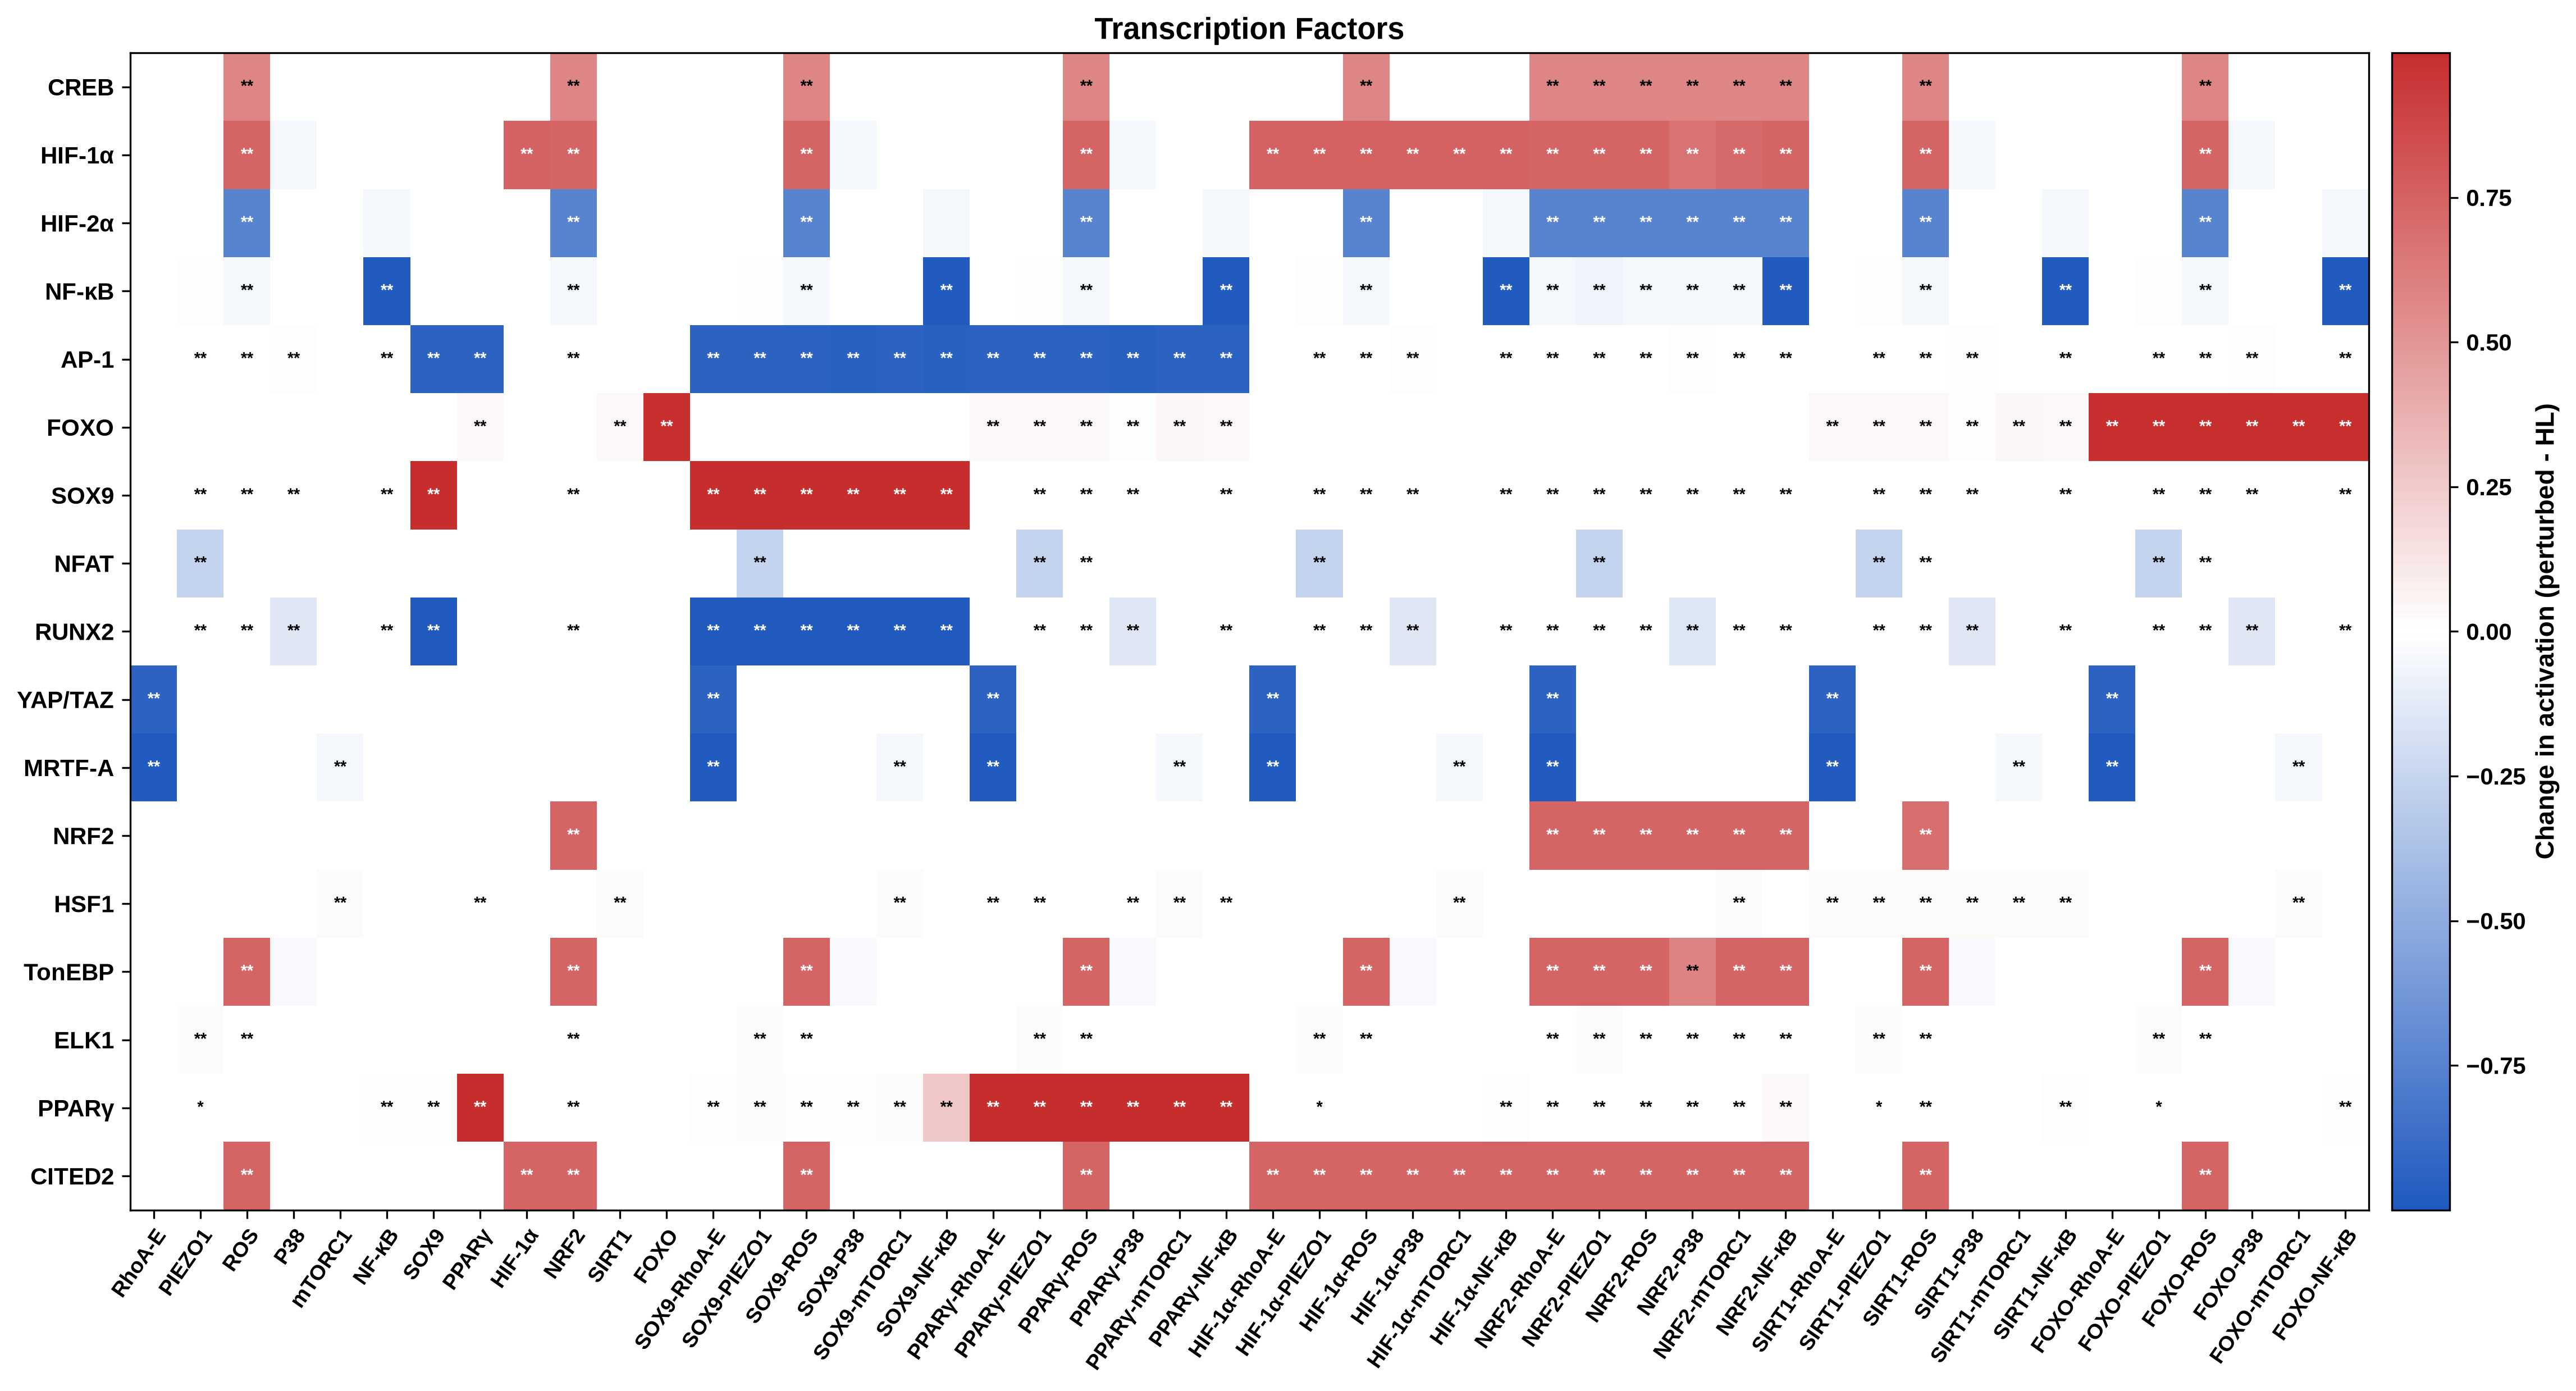 Transcription Factors
CREB
HIF-1α
HIF-2α
NF-κB
AP-1
FOXO
SOX9
NFAT
RUNX2
YAP/TAZ
MRTF-A
NRF2
HSF1
TonEBP
ELK1
PPARγ
CITED2
RhoA-E
PIEZO1
ROS
P38
mTORC1
NF-κB
SOX9
PPARγ
HIF-1α
NRF2
SIRT1
FOXO
SOX9-RhoA-E
SOX9-PIEZO1
SOX9-ROS
SOX9-P38
SOX9-mTORC1
SOX9-NF-κB
PPARγ-RhoA-E
PPARγ-PIEZO1
PPARγ-ROS
PPARγ-P38
PPARγ-mTORC1
PPARγ-NF-κB
HIF-1α-RhoA-E
HIF-1α-PIEZO1
HIF-1α-ROS
HIF-1α-P38
HIF-1α-mTORC1
HIF-1α-NF-κB
NRF2-RhoA-E
NRF2-PIEZO1
NRF2-ROS
NRF2-P38
NRF2-mTORC1
NRF2-NF-κB
SIRT1-RhoA-E
SIRT1-PIEZO1
SIRT1-ROS
SIRT1-P38
SIRT1-mTORC1
SIRT1-NF-κB
FOXO-RhoA-E
FOXO-PIEZO1
FOXO-ROS
FOXO-P38
FOXO-mTORC1
FOXO-NF-κB
0.75
0.50
0.25
0.00
−0.25
−0.50
−0.75
Change in activation (perturbed - HL)